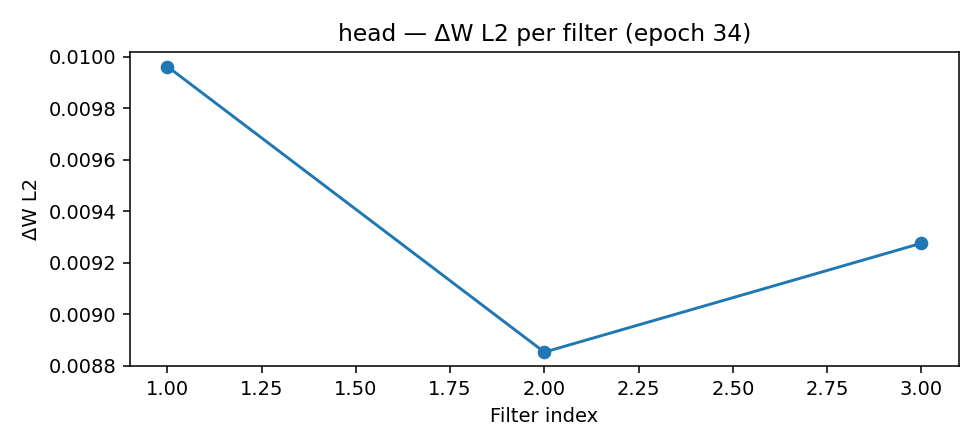 head — ΔW L2 per filter (epoch 34)
0.0100
0.0098
0.0096
0.0094
0.0092
0.0090
0.0088
ΔW L2
1.00 1.25 1.50 1.75 2.00 2.25 2.50 2.75 3.00
Filter index